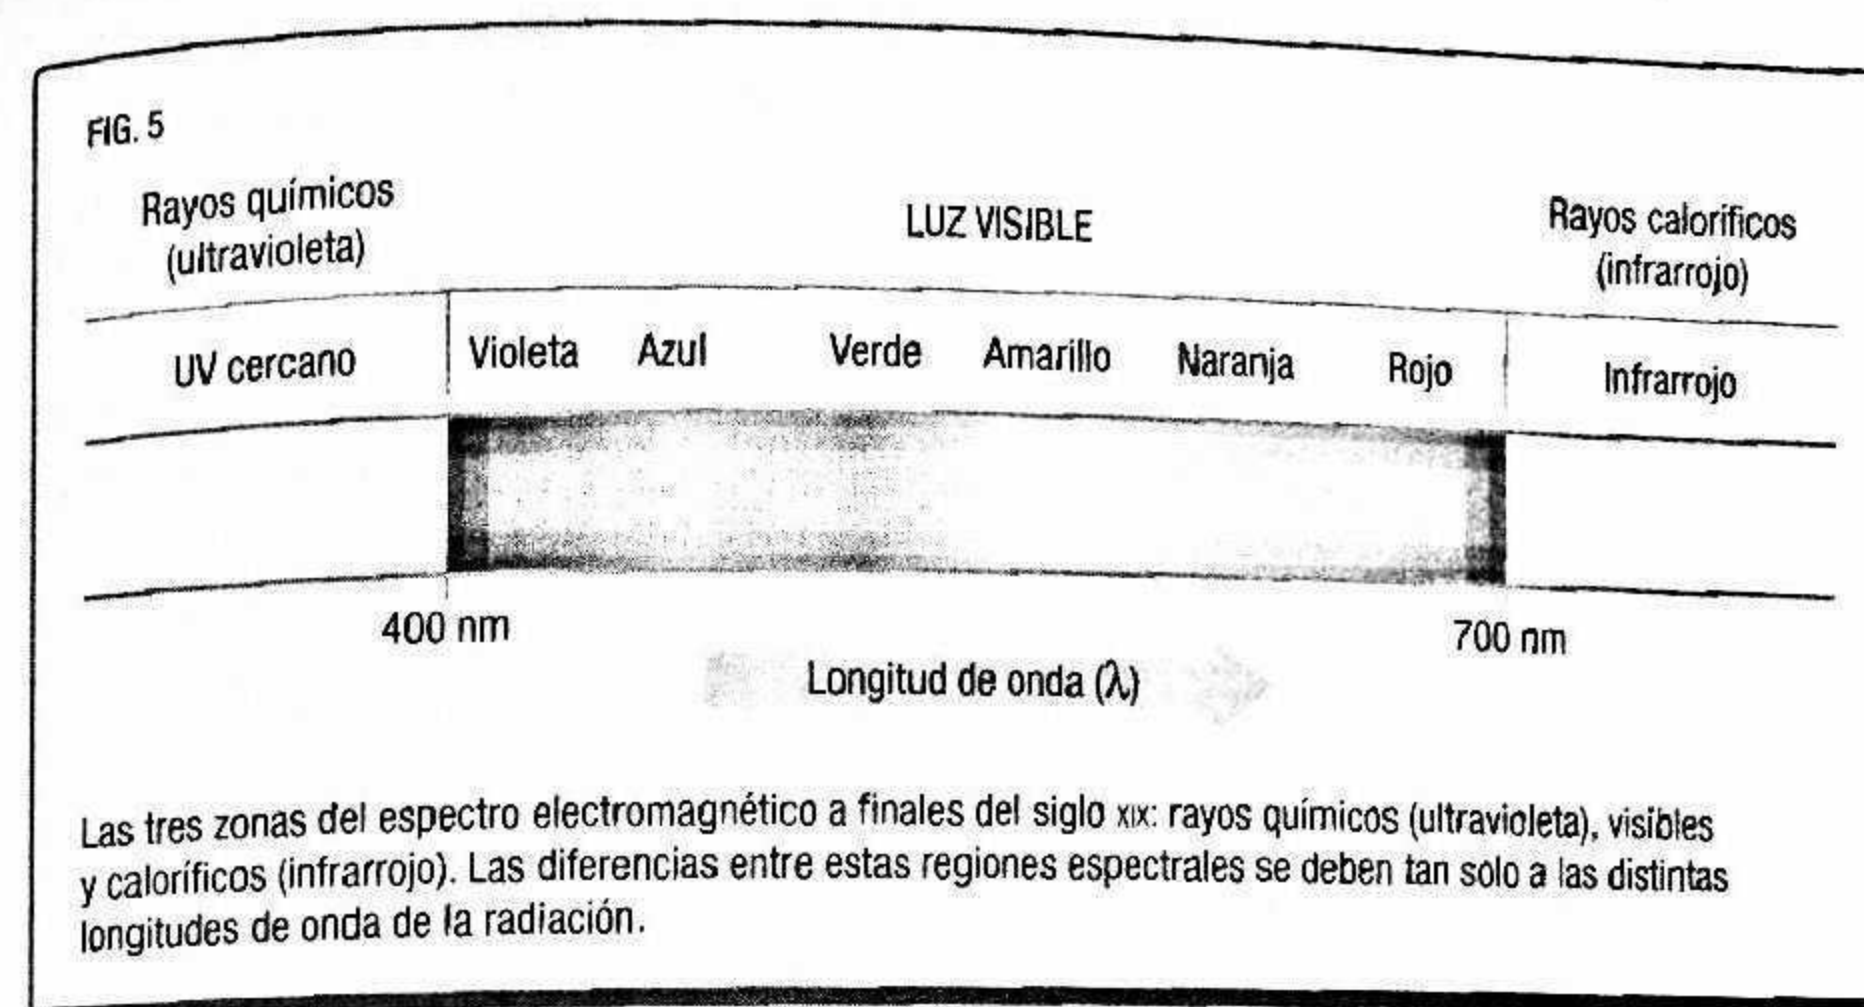 FIG. 5
Rayos químicos
(ultravioleta)
LUZ VISIBLE
Rayos caloríficos
(infrarrojo)
UV cercano
Violeta Azul Verde Amarillo Naranja Rojo
Infrarrojo
400 nm
700 nm
Longitud de onda (λ)
Las tres zonas del espectro electromagnético a finales del siglo XIX: rayos químicos (ultravioleta), visibles
y caloríficos (infrarrojo). Las diferencias entre estas regiones espectrales se deben tan solo a las distintas
longitudes de onda de la radiación.